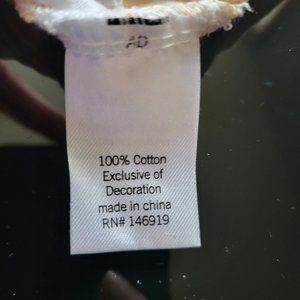 AD
100% Cotton
Exclusive of
Decoration
made in china
RN# 146919